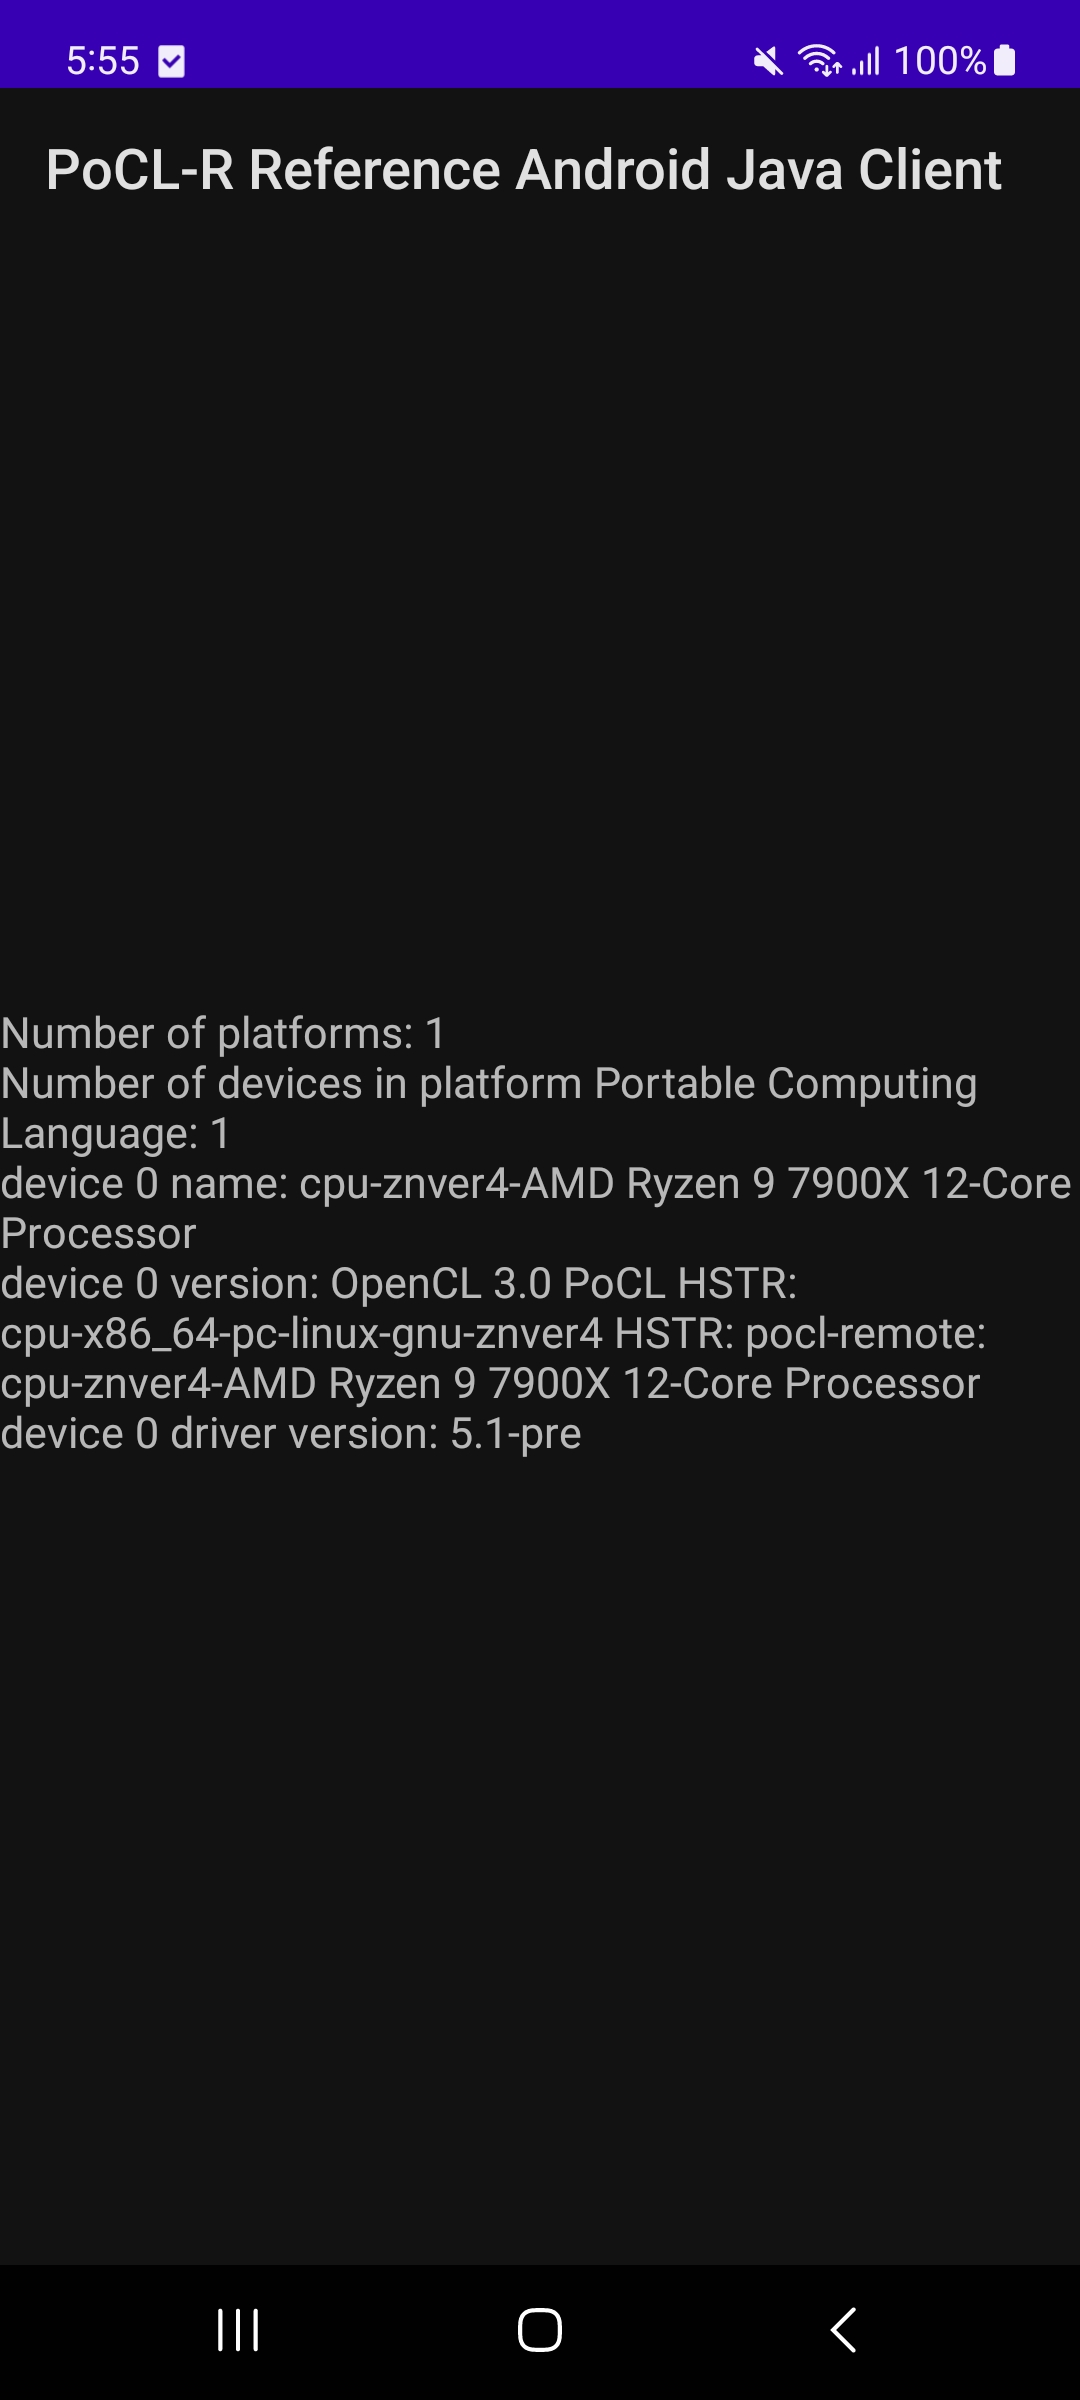 5:55
100%
PoCL-R Reference Android Java Client
Number of platforms: 1
Number of devices in platform Portable Computing
Language: 1
device 0 name: cpu-znver4-AMD Ryzen 9 7900X 12-Core
Processor
device 0 version: OpenCL 3.0 PoCL HSTR:
cpu-x86_64-pc-linux-gnu-znver4 HSTR: pocl-remote:
cpu-znver4-AMD Ryzen 9 7900X 12-Core Processor
device 0 driver version: 5.1-pre